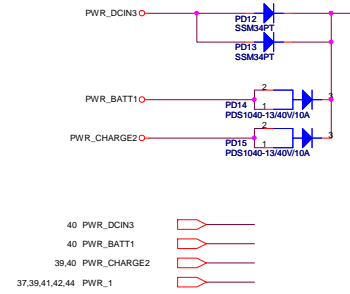 PWR_DCIN3
PD12
SSM34PT
PD13
SSM34PT
PWR_BATT1
2
1
3
PD14
PDS1040-13/40V/10A
PWR_CHARGE2
2
1
3
PD15
PDS1040-13/40V/10A
40 PWR_DCIN3
40 PWR_BATT1
39,40 PWR_CHARGE2
37,39,41,42,44 PWR_1